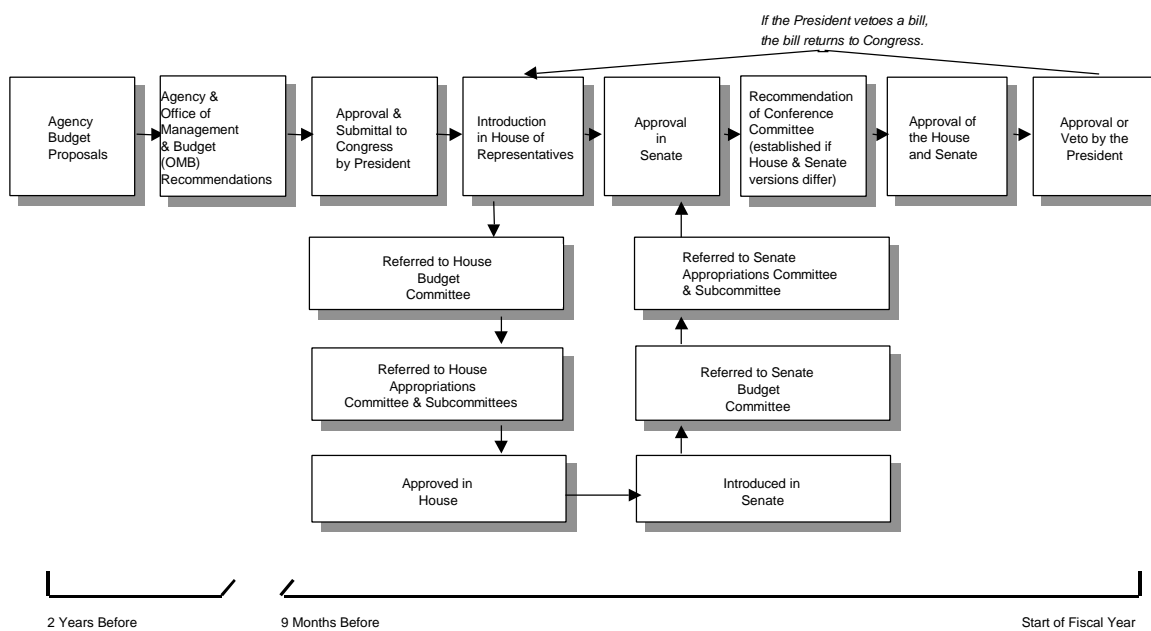 If the President vetoes a bill,
the bill returns to Congress.
Agency
Budget
Proposals
Agency &
Office of
Management
& Budget
(OMB)
Recommendations
Approval &
Submittal to
Congress
by President
Introduction
in House of
Representatives
Approval
in
Senate
Recommendation
of Conference
Committee
(established if
House & Senate
versions differ)
Approval of
the House
and Senate
Approval or
Veto by the
President
Referred to House
Budget
Committee
Referred to Senate
Appropriations Committee
& Subcommittee
Referred to House
Appropriations
Committee & Subcommittees
Referred to Senate
Budget
Committee
Approved in
House
Introduced in
Senate
2 Years Before
9 Months Before
Start of Fiscal Year